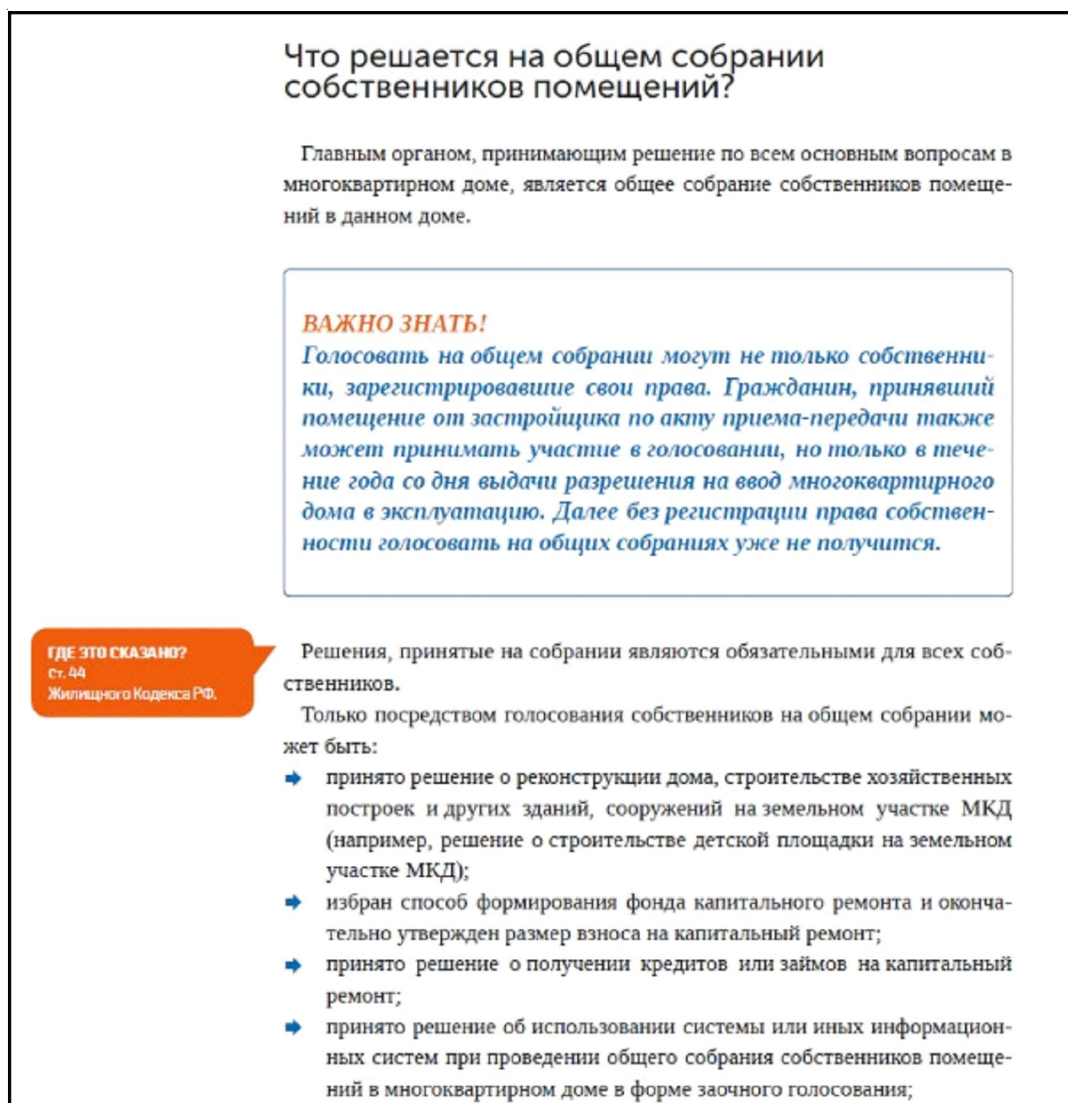 Что решается на общем собрании
собственников помещений?
Главным органом, принимающим решение по всем основным вопросам в
многоквартирном доме, является общее собрание собственников помеще-
ний в данном доме.
ВАЖНО ЗНАТЬ!
Голосовать на общем собрании могут не только собственни-
ки, зарегистрировавшие свои права. Гражданин, принявший
помещение от застройщика по акту приема-передачи также
может принимать участие в голосовании, но только в тече-
ние года со дня выдачи разрешения на ввод многоквартирного
дома в эксплуатацию. Далее без регистрации права собствен-
ности голосовать на общих собраниях уже не получится.
ГДЕ ЭТО СКАЗАНО?
Ст. 44
Жилищного Кодекса РФ.
Решения, принятые на собрании являются обязательными для всех соб-
ственников.
Только посредством голосования собственников на общем собрании мо-
жет быть:
принято решение о реконструкции дома, строительстве хозяйственных
построек и других зданий, сооружений на земельном участке МКД
(например, решение о строительстве детской площадки на земельном
участке МКД);
избран способ формирования фонда капитального ремонта и оконча-
тельно утвержден размер взноса на капитальный ремонт;
принято решение о получении кредитов или займов на капитальный
ремонт;
принято решение об использовании системы или иных информацион-
ных систем при проведении общего собрания собственников помеще-
ний в многоквартирном доме в форме заочного голосования;